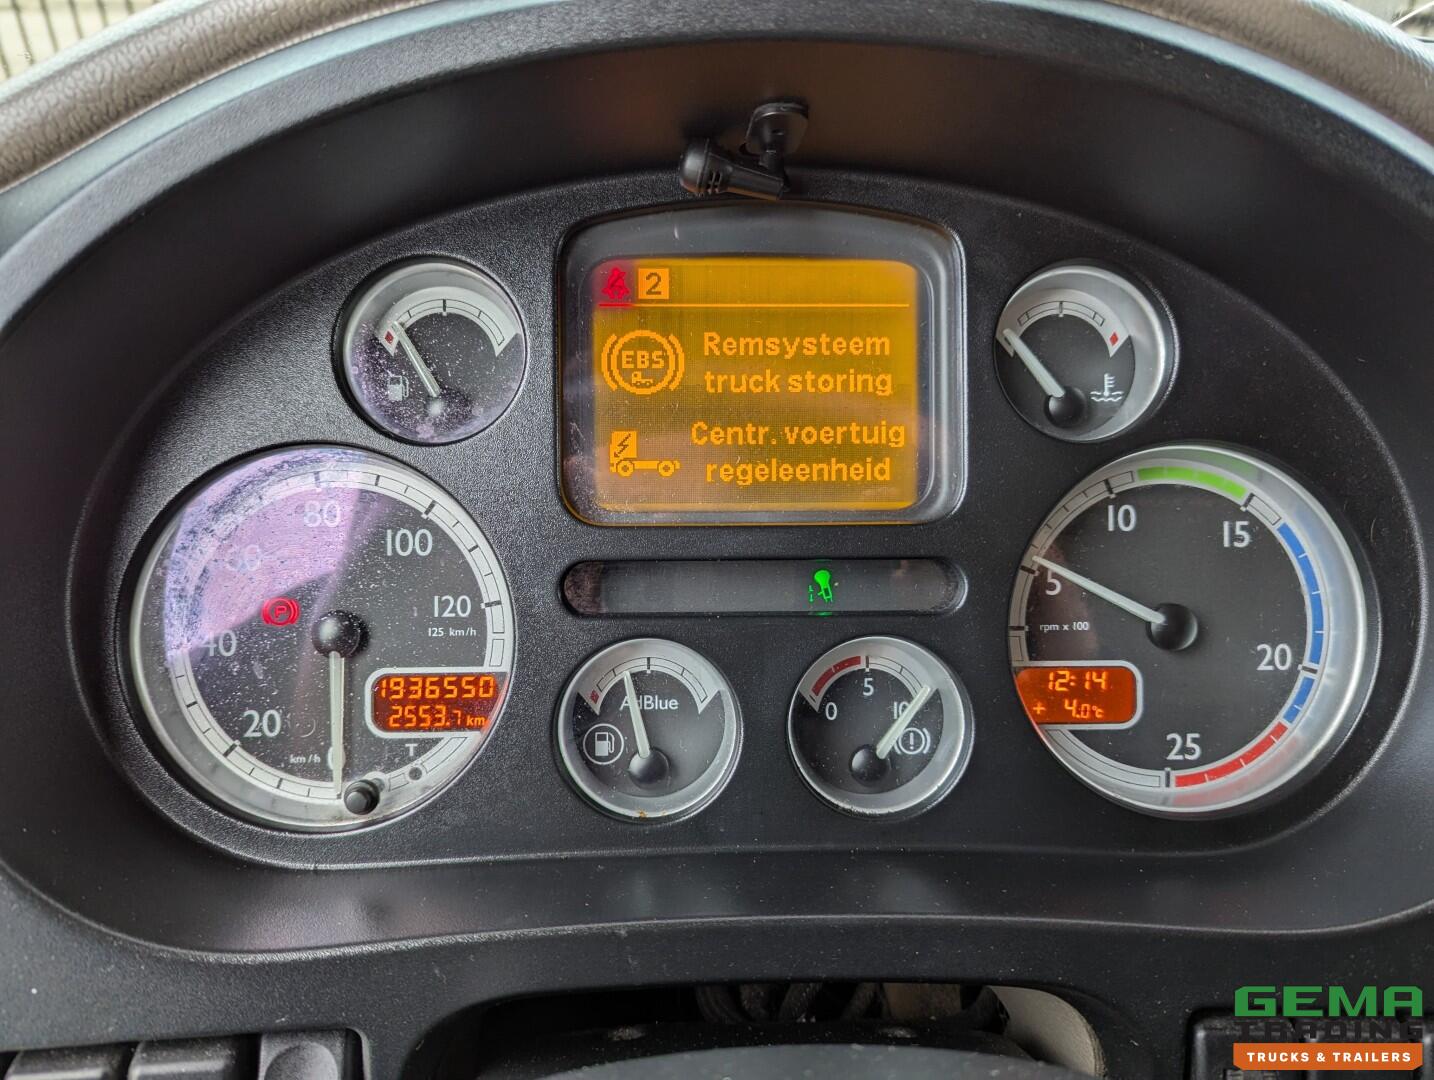 2
EBS
Remsysteem
truck storing
Centr. voertuig
regeleenheid
80
100
120
125 km/h
P
40
20
km/h
0
1936550
2553.7 km
T
AdBlue
0
5
10
5
10
15
20
25
rpm x 100
12:14
+ 4.0°c
GEMA
TRADING
TRUCKS & TRAILERS